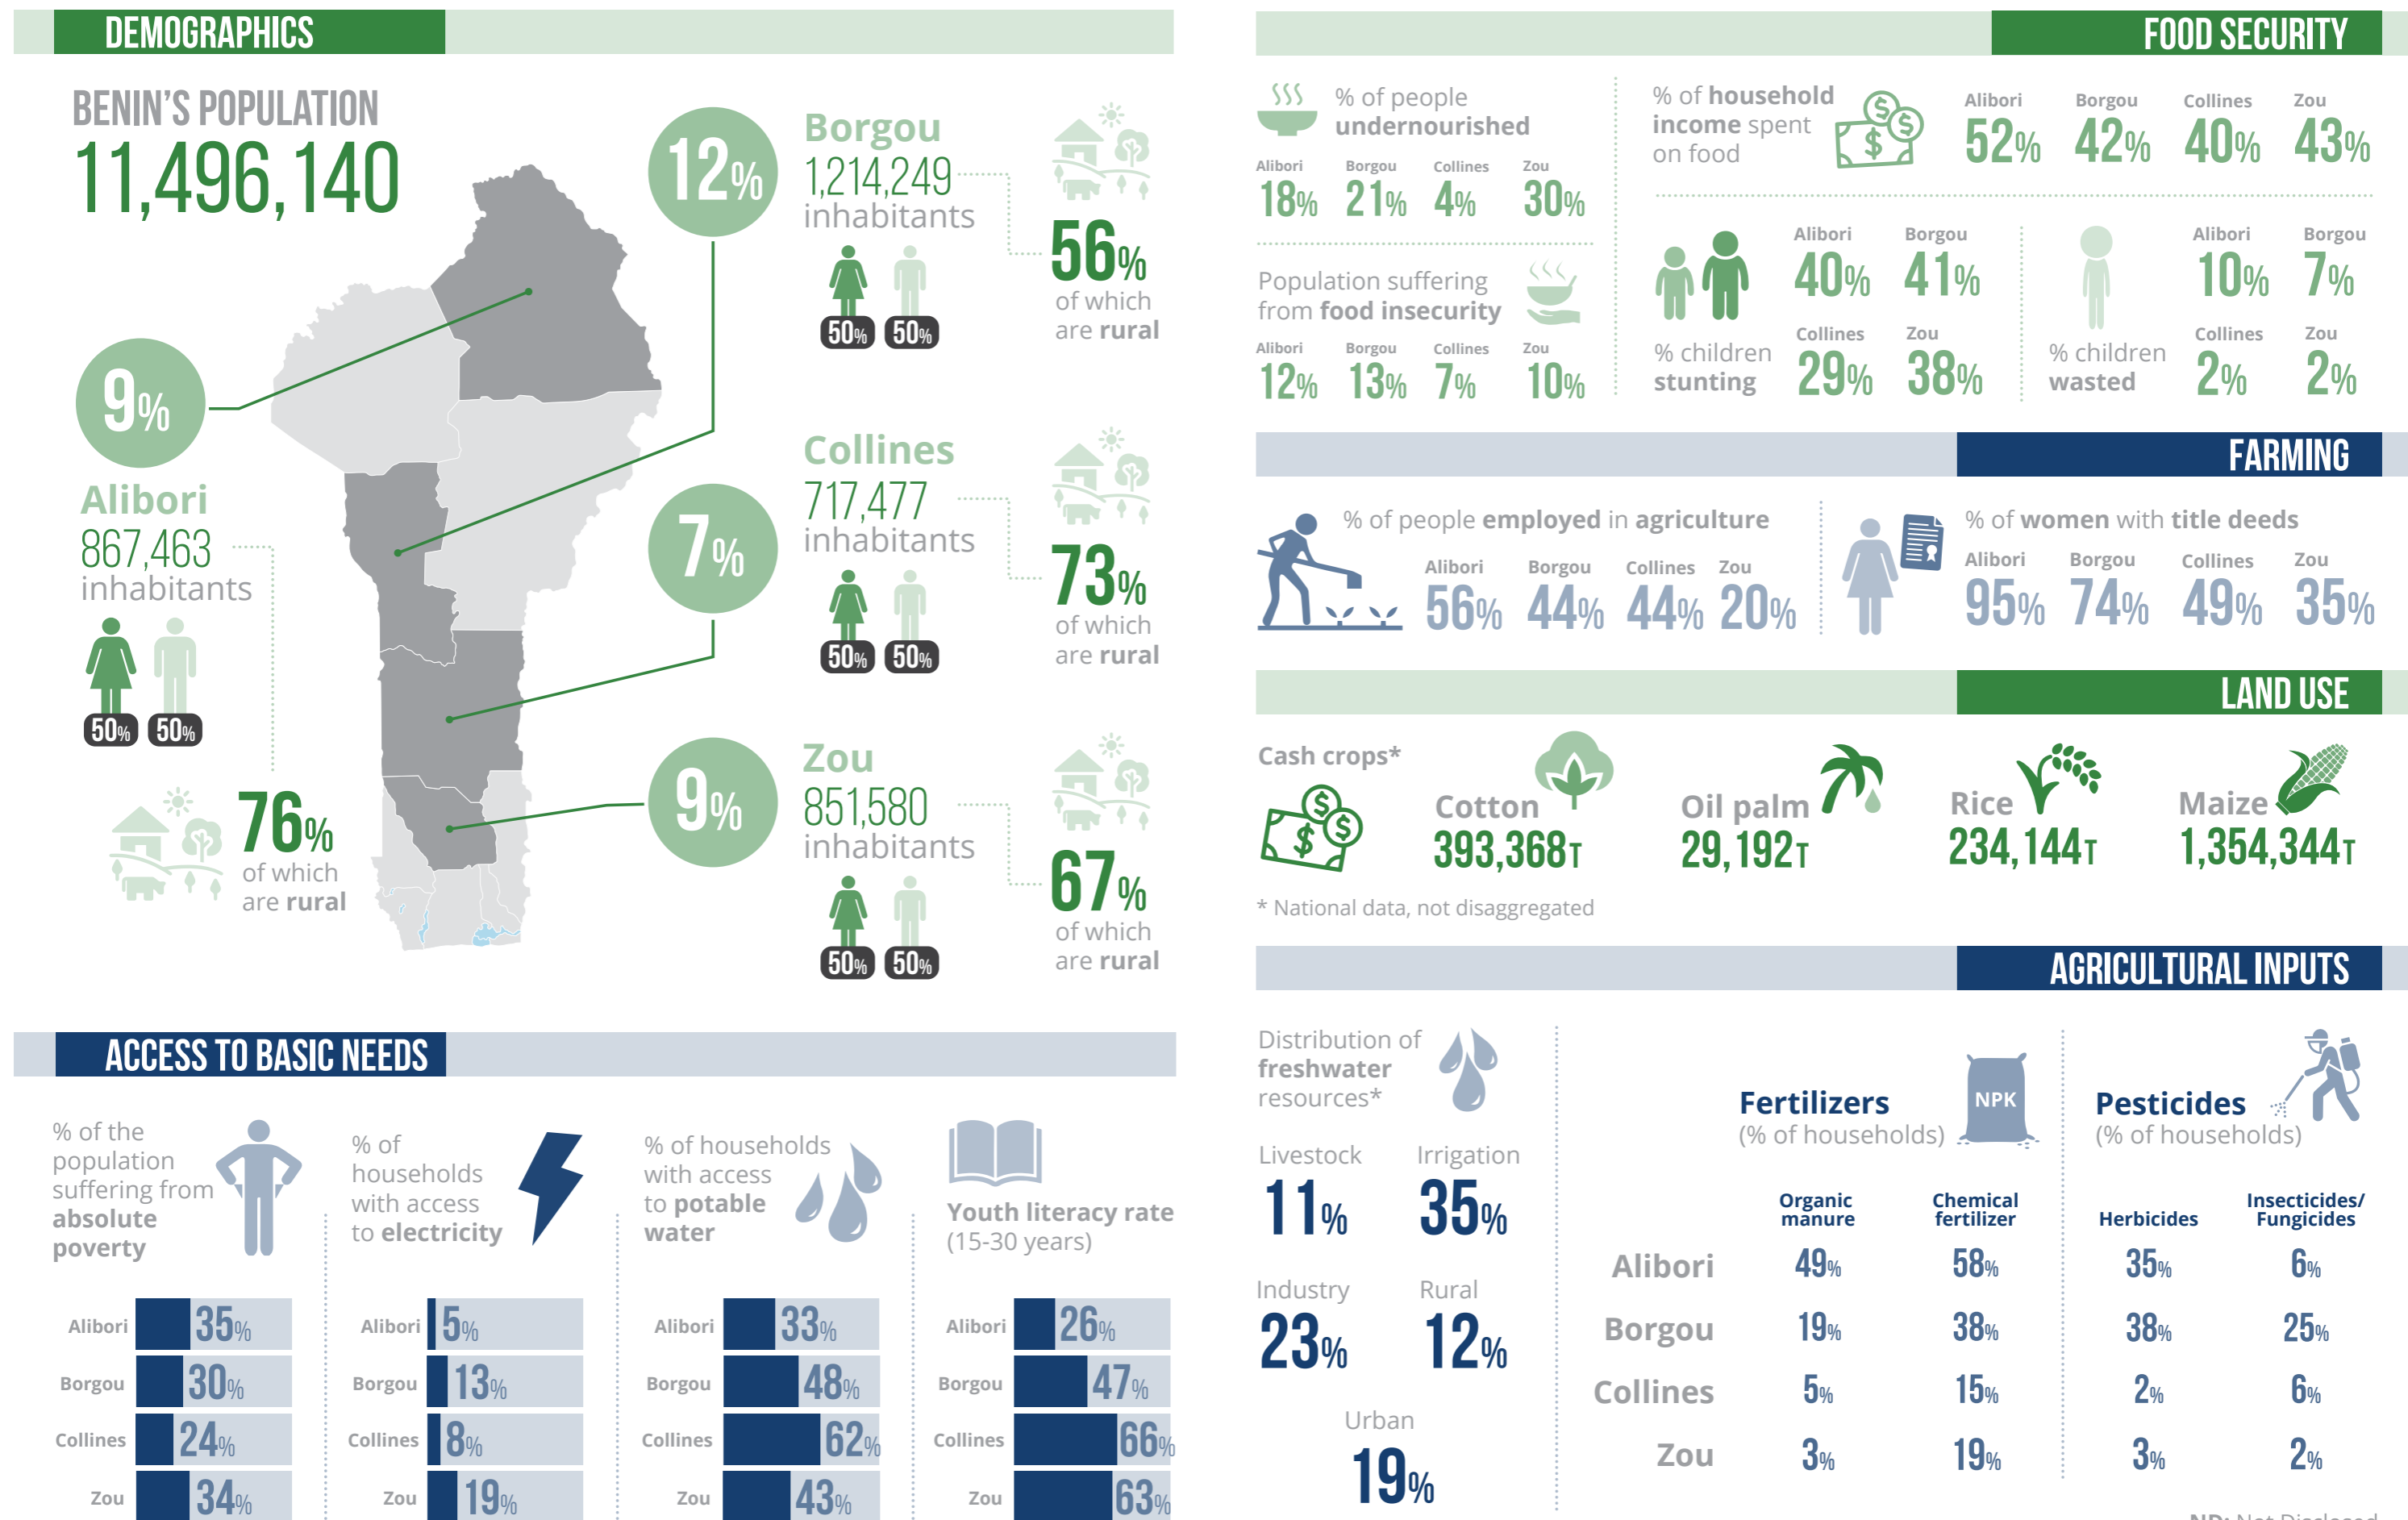 DEMOGRAPHICS
BENIN'S POPULATION
11,496,140
12%
Borgou
1,214,249
inhabitants
50% 50%
56%
of which
are rural
9%
Alibori
867,463
inhabitants
50% 50%
76%
of which
are rural
7%
Collines
717,477
inhabitants
50% 50%
73%
of which
are rural
9%
Zou
851,580
inhabitants
50% 50%
67%
of which
are rural
ACCESS TO BASIC NEEDS
% of the
population
suffering from
absolute
poverty
Alibori 35%
Borgou 30%
Collines 24%
Zou 34%
% of
households
with access
to electricity
Alibori 5%
Borgou 13%
Collines 8%
Zou 19%
% of households
with access
to potable
water
Alibori 33%
Borgou 48%
Collines 62%
Zou 43%
Youth literacy rate
(15-30 years)
Alibori 26%
Borgou 47%
Collines 66%
Zou 63%
FOOD SECURITY
% of people
undernourished
Alibori Borgou Collines Zou
18% 21% 4% 30%
Population suffering
from food insecurity
Alibori Borgou Collines Zou
12% 13% 7% 10%
% of household
income spent
on food
Alibori Borgou Collines Zou
52% 42% 40% 43%
% children
stunting
Alibori Borgou
40% 41%
Collines Zou
29% 38%
% children
wasted
Alibori Borgou
10% 7%
Collines Zou
2% 2%
FARMING
% of people employed in agriculture
Alibori Borgou Collines Zou
56% 44% 44% 20%
% of women with title deeds
Alibori Borgou Collines Zou
95% 74% 49% 35%
LAND USE
Cash crops*
Cotton
393,368T
Oil palm
29,192T
Rice
234,144T
Maize
1,354,344T
* National data, not disaggregated
AGRICULTURAL INPUTS
Distribution of
freshwater
resources*
Livestock Irrigation
11% 35%
Industry Rural
23% 12%
Urban
19%
Fertilizers
(% of households)
NPK
Pesticides
(% of households)
Organic
manure
Chemical
fertilizer
Herbicides
Insecticides/
Fungicides
Alibori 49% 58% 35% 6%
Borgou 19% 38% 38% 25%
Collines 5% 15% 2% 6%
Zou 3% 19% 3% 2%
ND: Not Disclosed